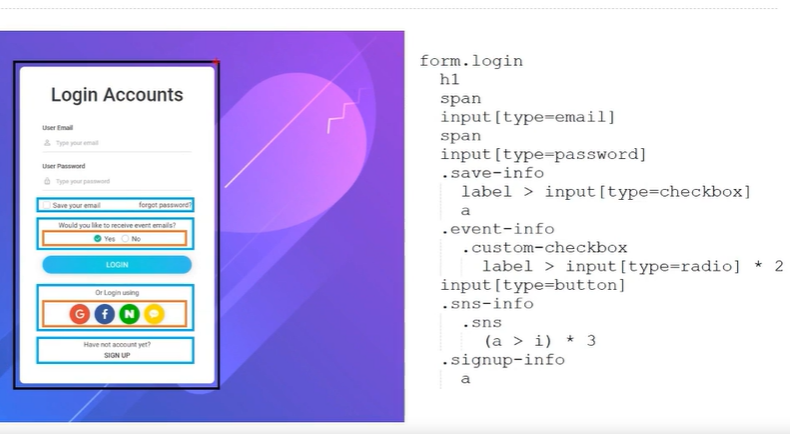 Login Accounts
User Email
Type your email
User Password
Type your password
Save your email forgot password?
Would you like to receive event emails?
Yes No
LOGIN
Or Login using
G f N
Have not account yet?
SIGN UP
form.login
h1
span
input[type=email]
span
input[type=password]
.save-info
label > input[type=checkbox]
a
.event-info
.custom-checkbox
label > input[type=radio] * 2
input[type=button]
.sns-info
.sns
(a > i) * 3
.signup-info
a